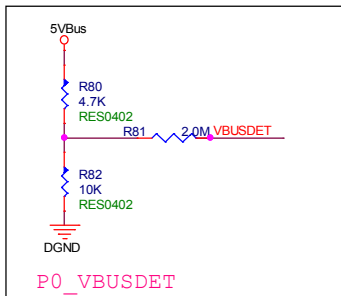 5VBus
R80
4.7K
RES0402
R81 2.0M VBUSDET
R82
10K
RES0402
DGND
P0_VBUSDET